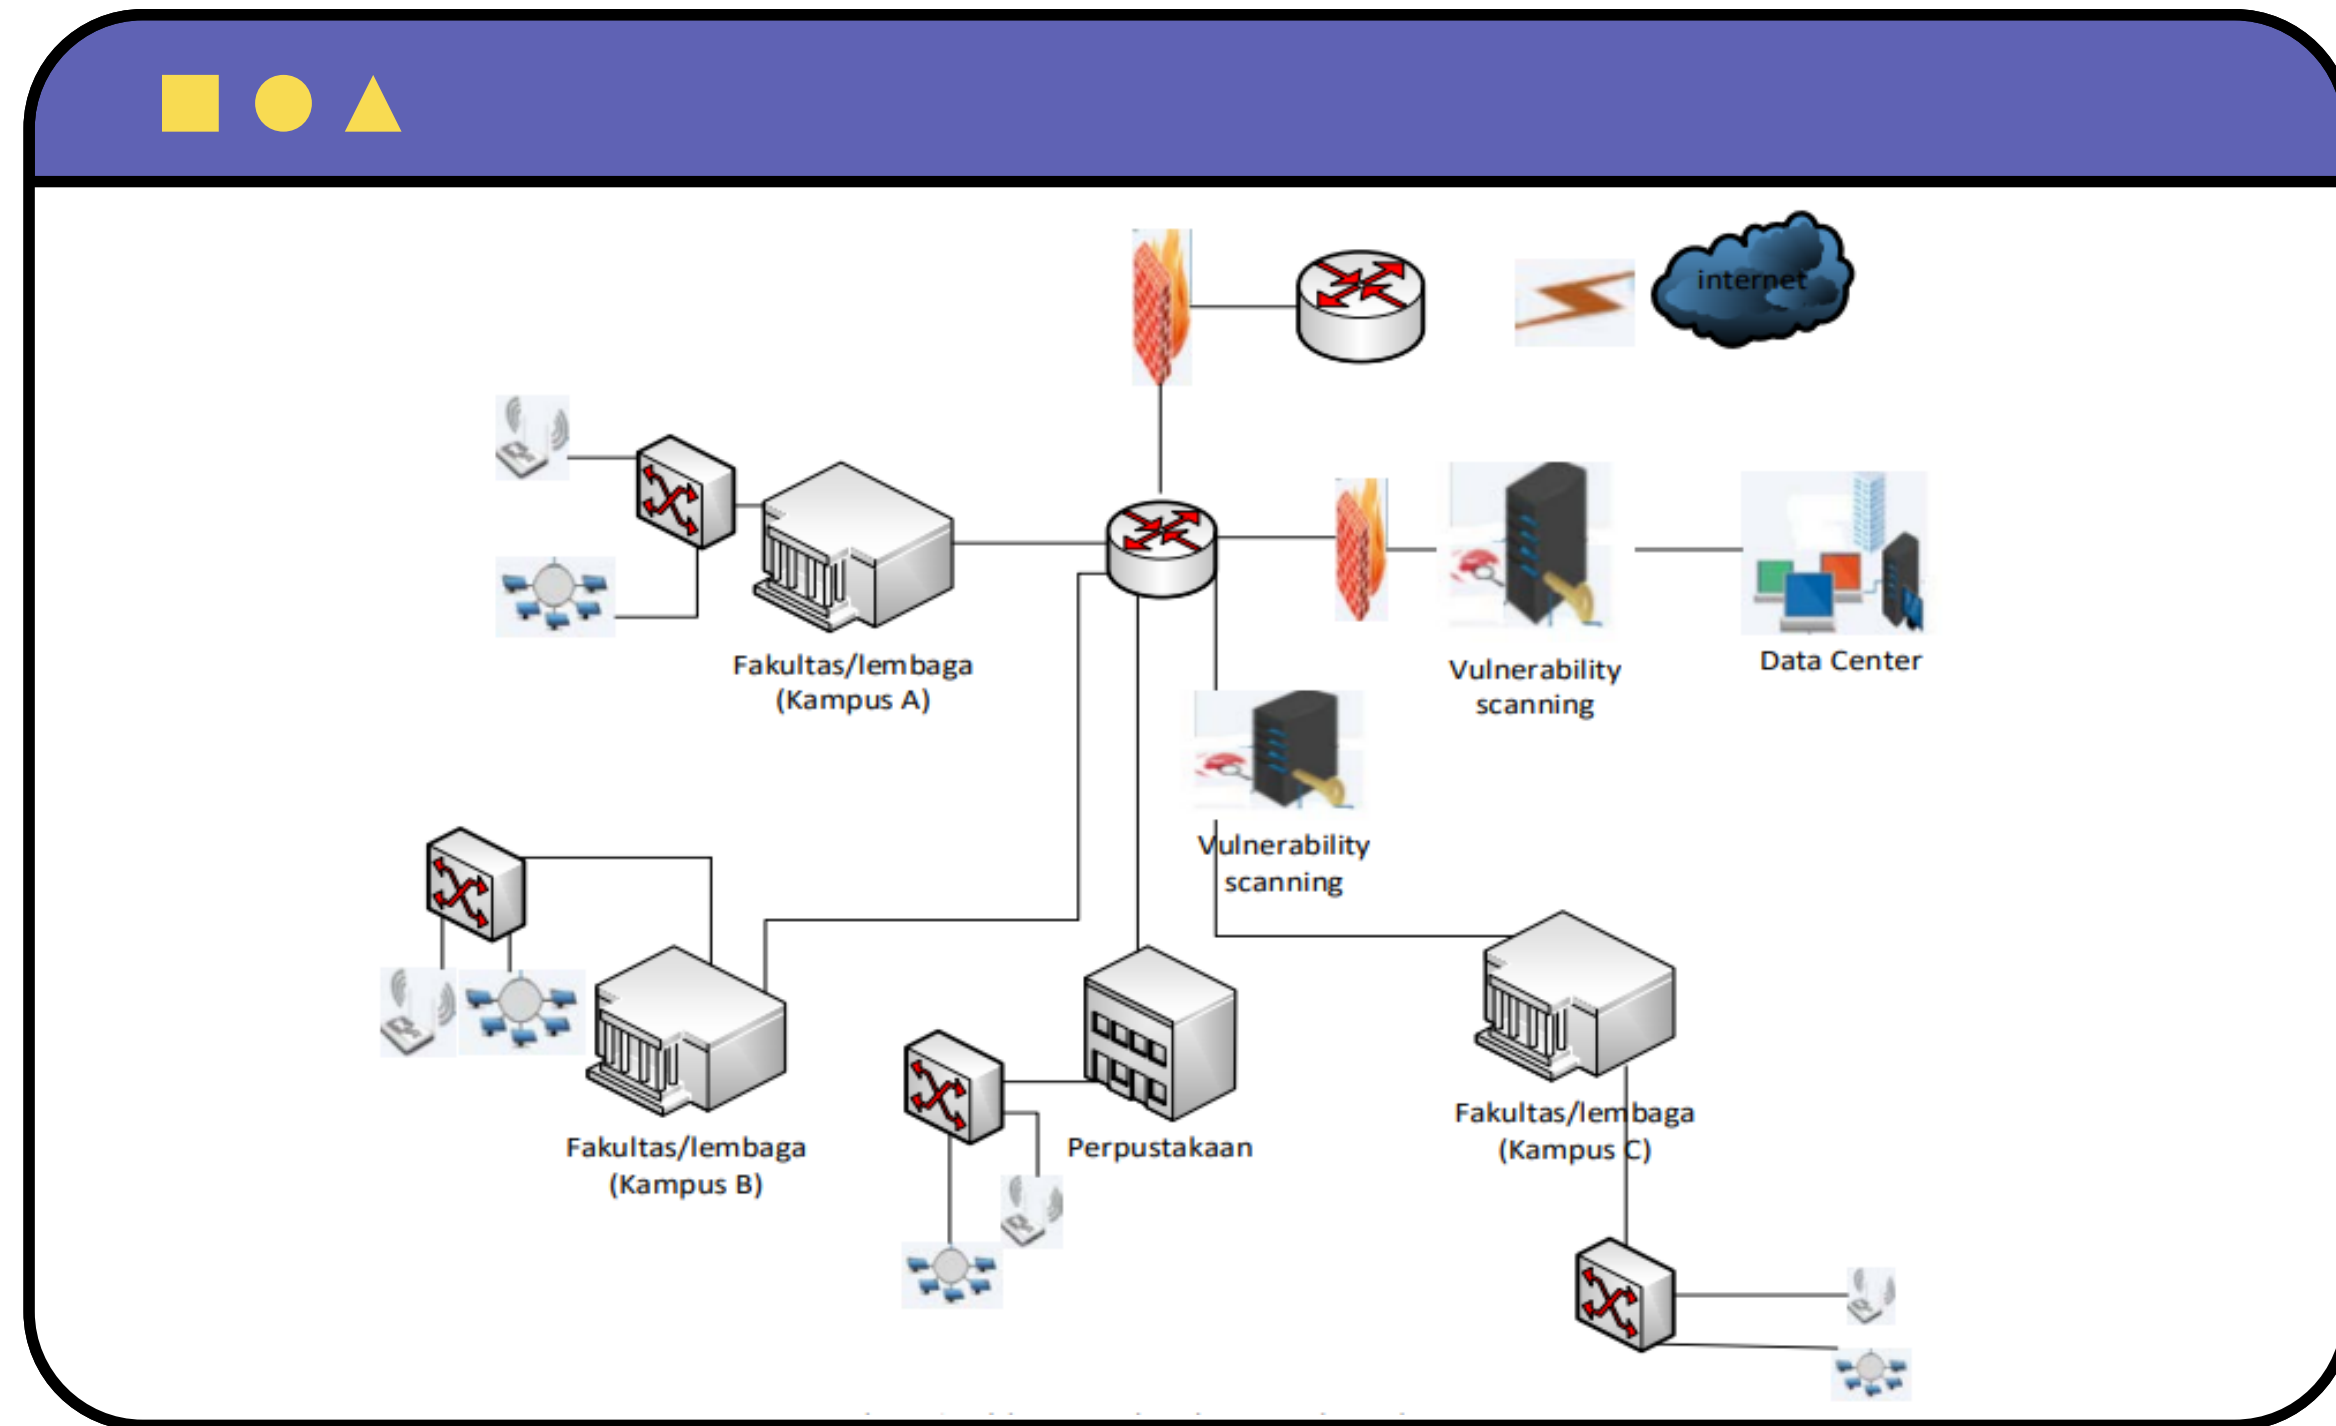 internet
Fakultas/lembaga
(Kampus A)
Vulnerability
scanning
Data Center
Vulnerability
scanning
Fakultas/lembaga
(Kampus B)
Perpustakaan
Fakultas/lembaga
(Kampus C)